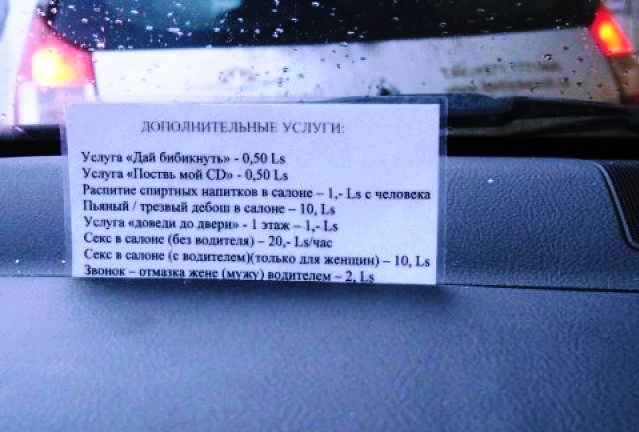 ДОПОЛНИТЕЛЬНЫЕ УСЛУГИ:
Услуга «Дай бибикнуть» - 0,50 Ls
Услуга «Поствь мой CD» - 0,50 Ls
Распитие спиртных напитков в салоне – 1,- Ls с человека
Пьяный / трезвый дебош в салоне – 10, Ls
Услуга «доведи до двери» - 1 этаж – 1,- Ls
Секс в салоне (без водителя) – 20,- Ls/час
Секс в салоне (с водителем)(только для женщин) – 10, Ls
Звонок – отмазка жене (мужу) водителем – 2, Ls